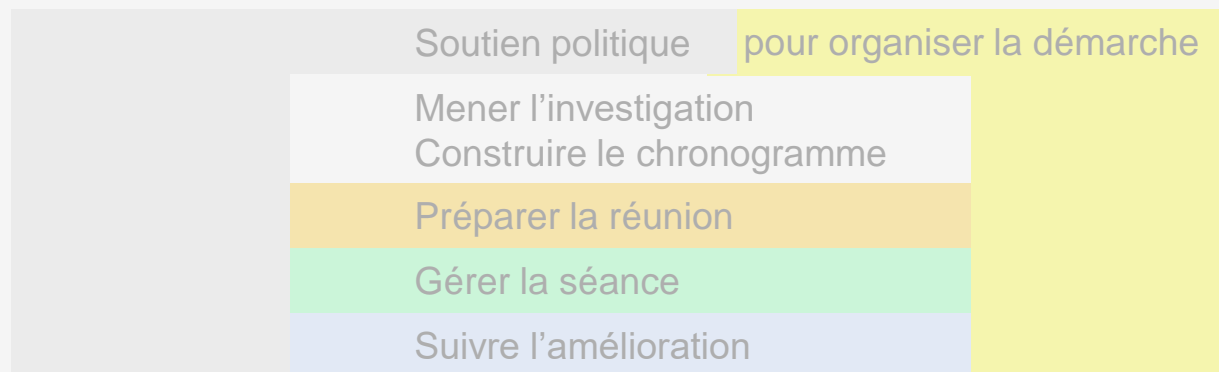 Soutien politique pour organiser la démarche
Mener l’investigation
Construire le chronogramme
Préparer la réunion
Gérer la séance
Suivre l’amélioration